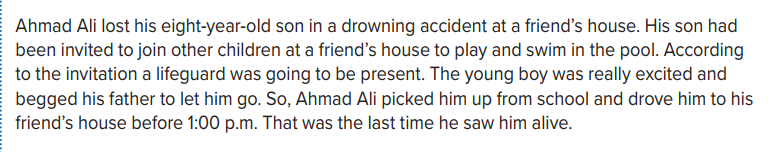 Ahmad Ali lost his eight-year-old son in a drowning accident at a friend’s house. His son had
been invited to join other children at a friend’s house to play and swim in the pool. According
to the invitation a lifeguard was going to be present. The young boy was really excited and
begged his father to let him go. So, Ahmad Ali picked him up from school and drove him to his
friend’s house before 1:00 p.m. That was the last time he saw him alive.